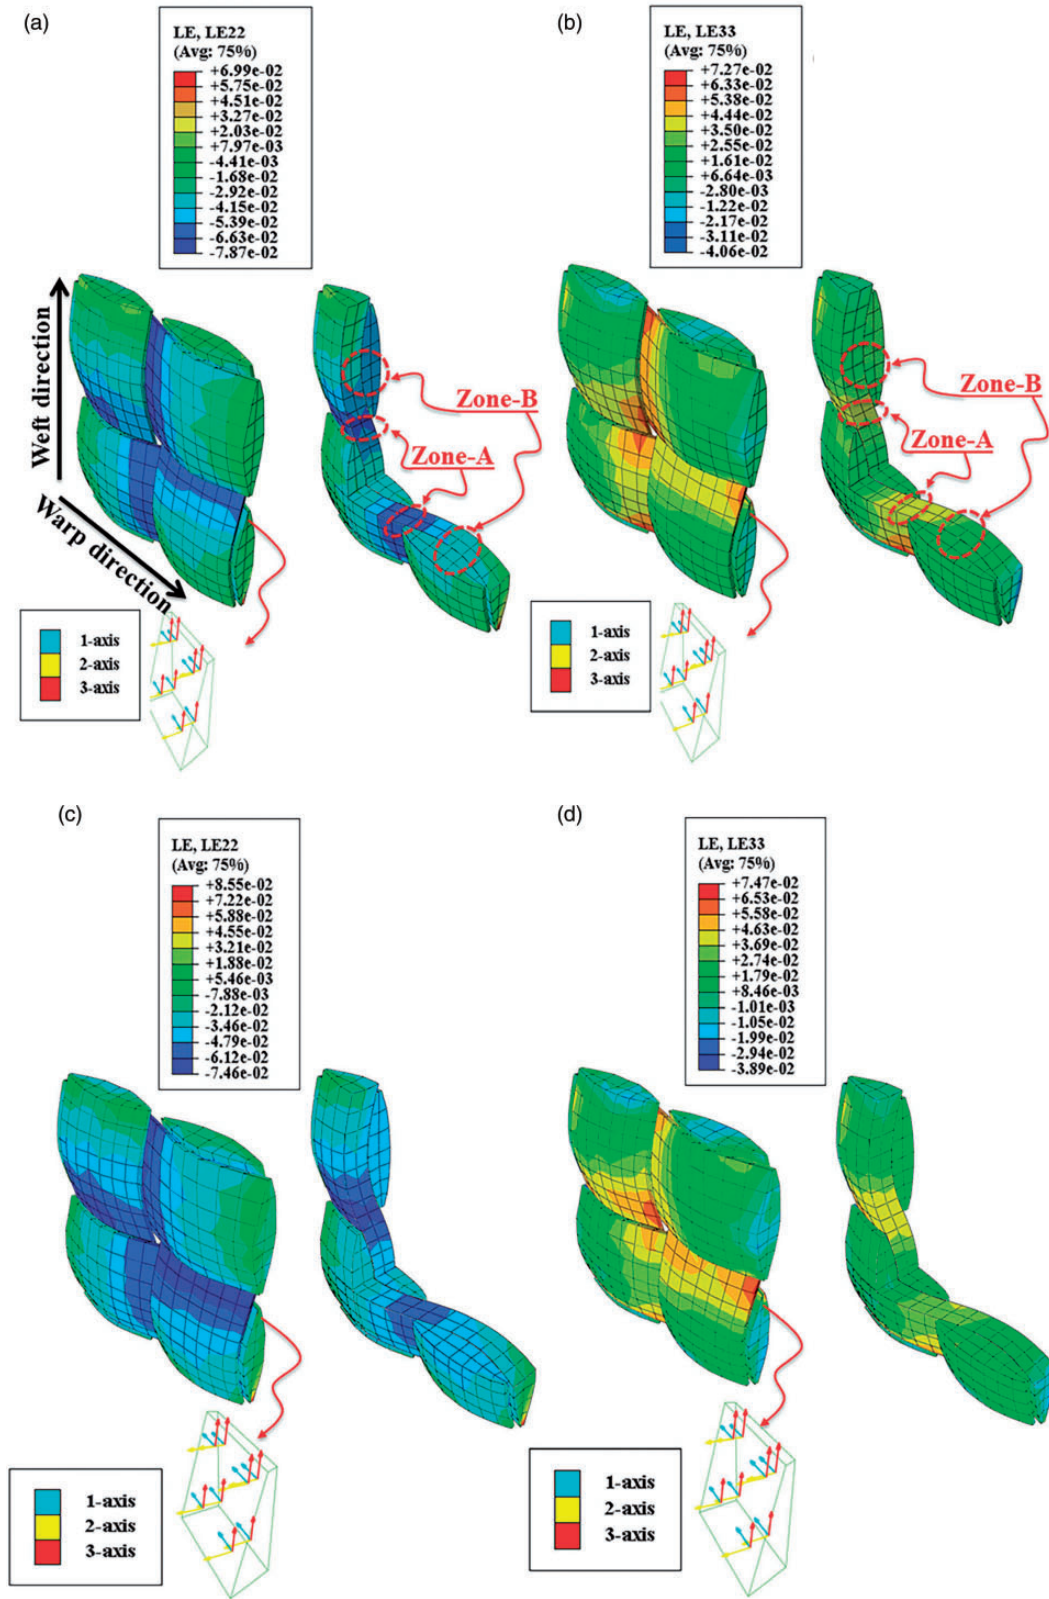 (a)
LE, LE22
(Avg: 75%)
+6.99e-02
+5.75e-02
+4.51e-02
+3.27e-02
+2.03e-02
+7.97e-03
-4.41e-03
-1.68e-02
-2.92e-02
-4.15e-02
-5.39e-02
-6.63e-02
-7.87e-02
Weft direction
Warp direction
Zone-B
Zone-A
1-axis
2-axis
3-axis
(b)
LE, LE33
(Avg: 75%)
+7.27e-02
+6.33e-02
+5.38e-02
+4.44e-02
+3.50e-02
+2.55e-02
+1.61e-02
+6.64e-03
-2.80e-03
-1.22e-02
-2.17e-02
-3.11e-02
-4.06e-02
Zone-B
Zone-A
1-axis
2-axis
3-axis
(c)
LE, LE22
(Avg: 75%)
+8.55e-02
+7.22e-02
+5.88e-02
+4.55e-02
+3.21e-02
+1.88e-02
+5.46e-03
-7.88e-03
-2.12e-02
-3.46e-02
-4.79e-02
-6.12e-02
-7.46e-02
1-axis
2-axis
3-axis
(d)
LE, LE33
(Avg: 75%)
+7.47e-02
+6.53e-02
+5.58e-02
+4.63e-02
+3.69e-02
+2.74e-02
+1.79e-02
+8.46e-03
-1.01e-03
-1.05e-02
-1.99e-02
-2.94e-02
-3.89e-02
1-axis
2-axis
3-axis